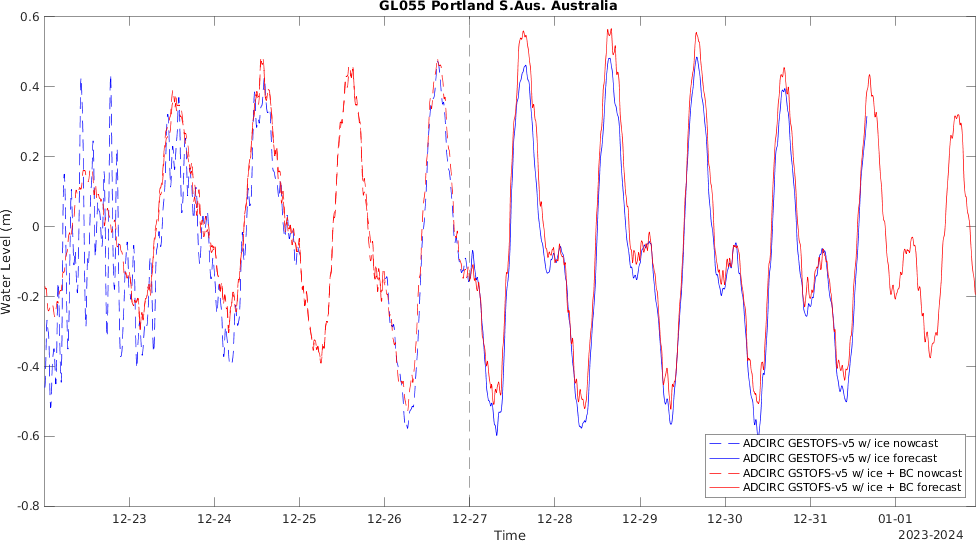 GL055 Portland S.Aus. Australia
0.6
0.4
0.2
0
-0.2
-0.4
-0.6
-0.8
Water Level (m)
12-23 12-24 12-25 12-26 12-27 12-28 12-29 12-30 12-31 01-01
Time
2023-2024
ADCIRC GESTOFS-v5 w/ ice nowcast
ADCIRC GESTOFS-v5 w/ ice forecast
ADCIRC GSTOFS-v5 w/ ice + BC nowcast
ADCIRC GSTOFS-v5 w/ ice + BC forecast